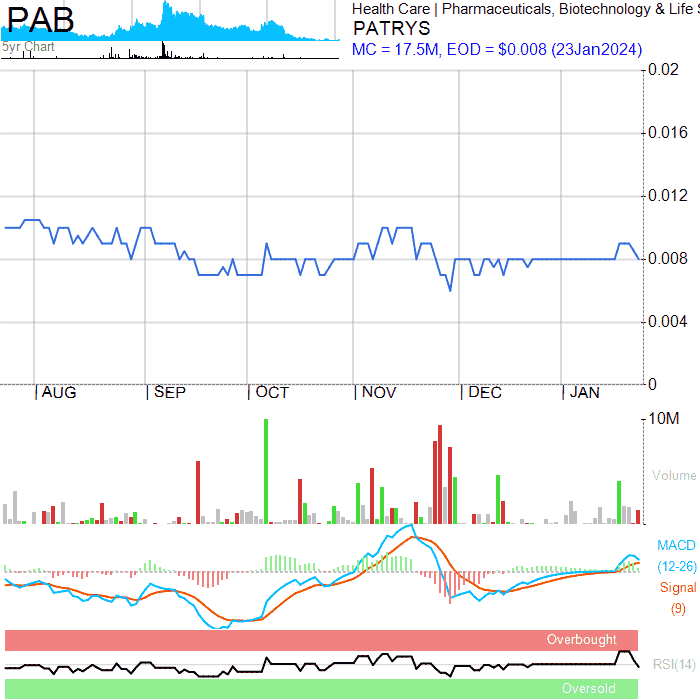 PAB
5yr Chart
Health Care | Pharmaceuticals, Biotechnology & Life S
PATRYS
MC = 17.5M, EOD = $0.008 (23Jan2024)
0.02
0.016
0.012
0.008
0.004
0
AUG SEP OCT NOV DEC JAN
10M
Volume
MACD
(12-26)
Signal
(9)
Overbought
RSI(14)
Oversold